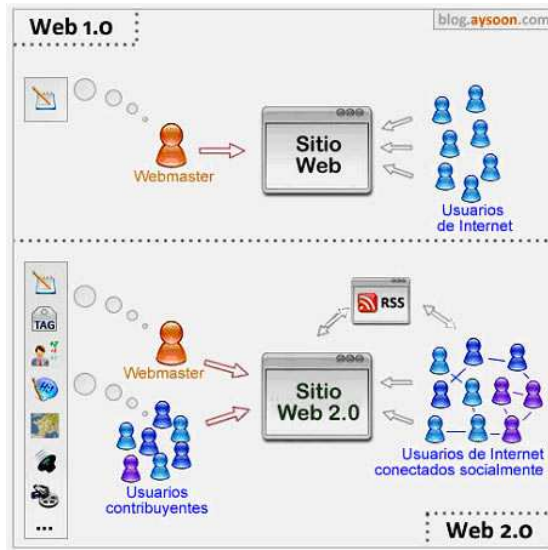 Web 1.0
blog.aysoon.com
Sitio
Web
Webmaster
Usuarios
de Internet
TAG
RSS
Webmaster
Sitio
Web 2.0
Usuarios
contribuyentes
Usuarios de Internet
conectados socialmente
...
Web 2.0